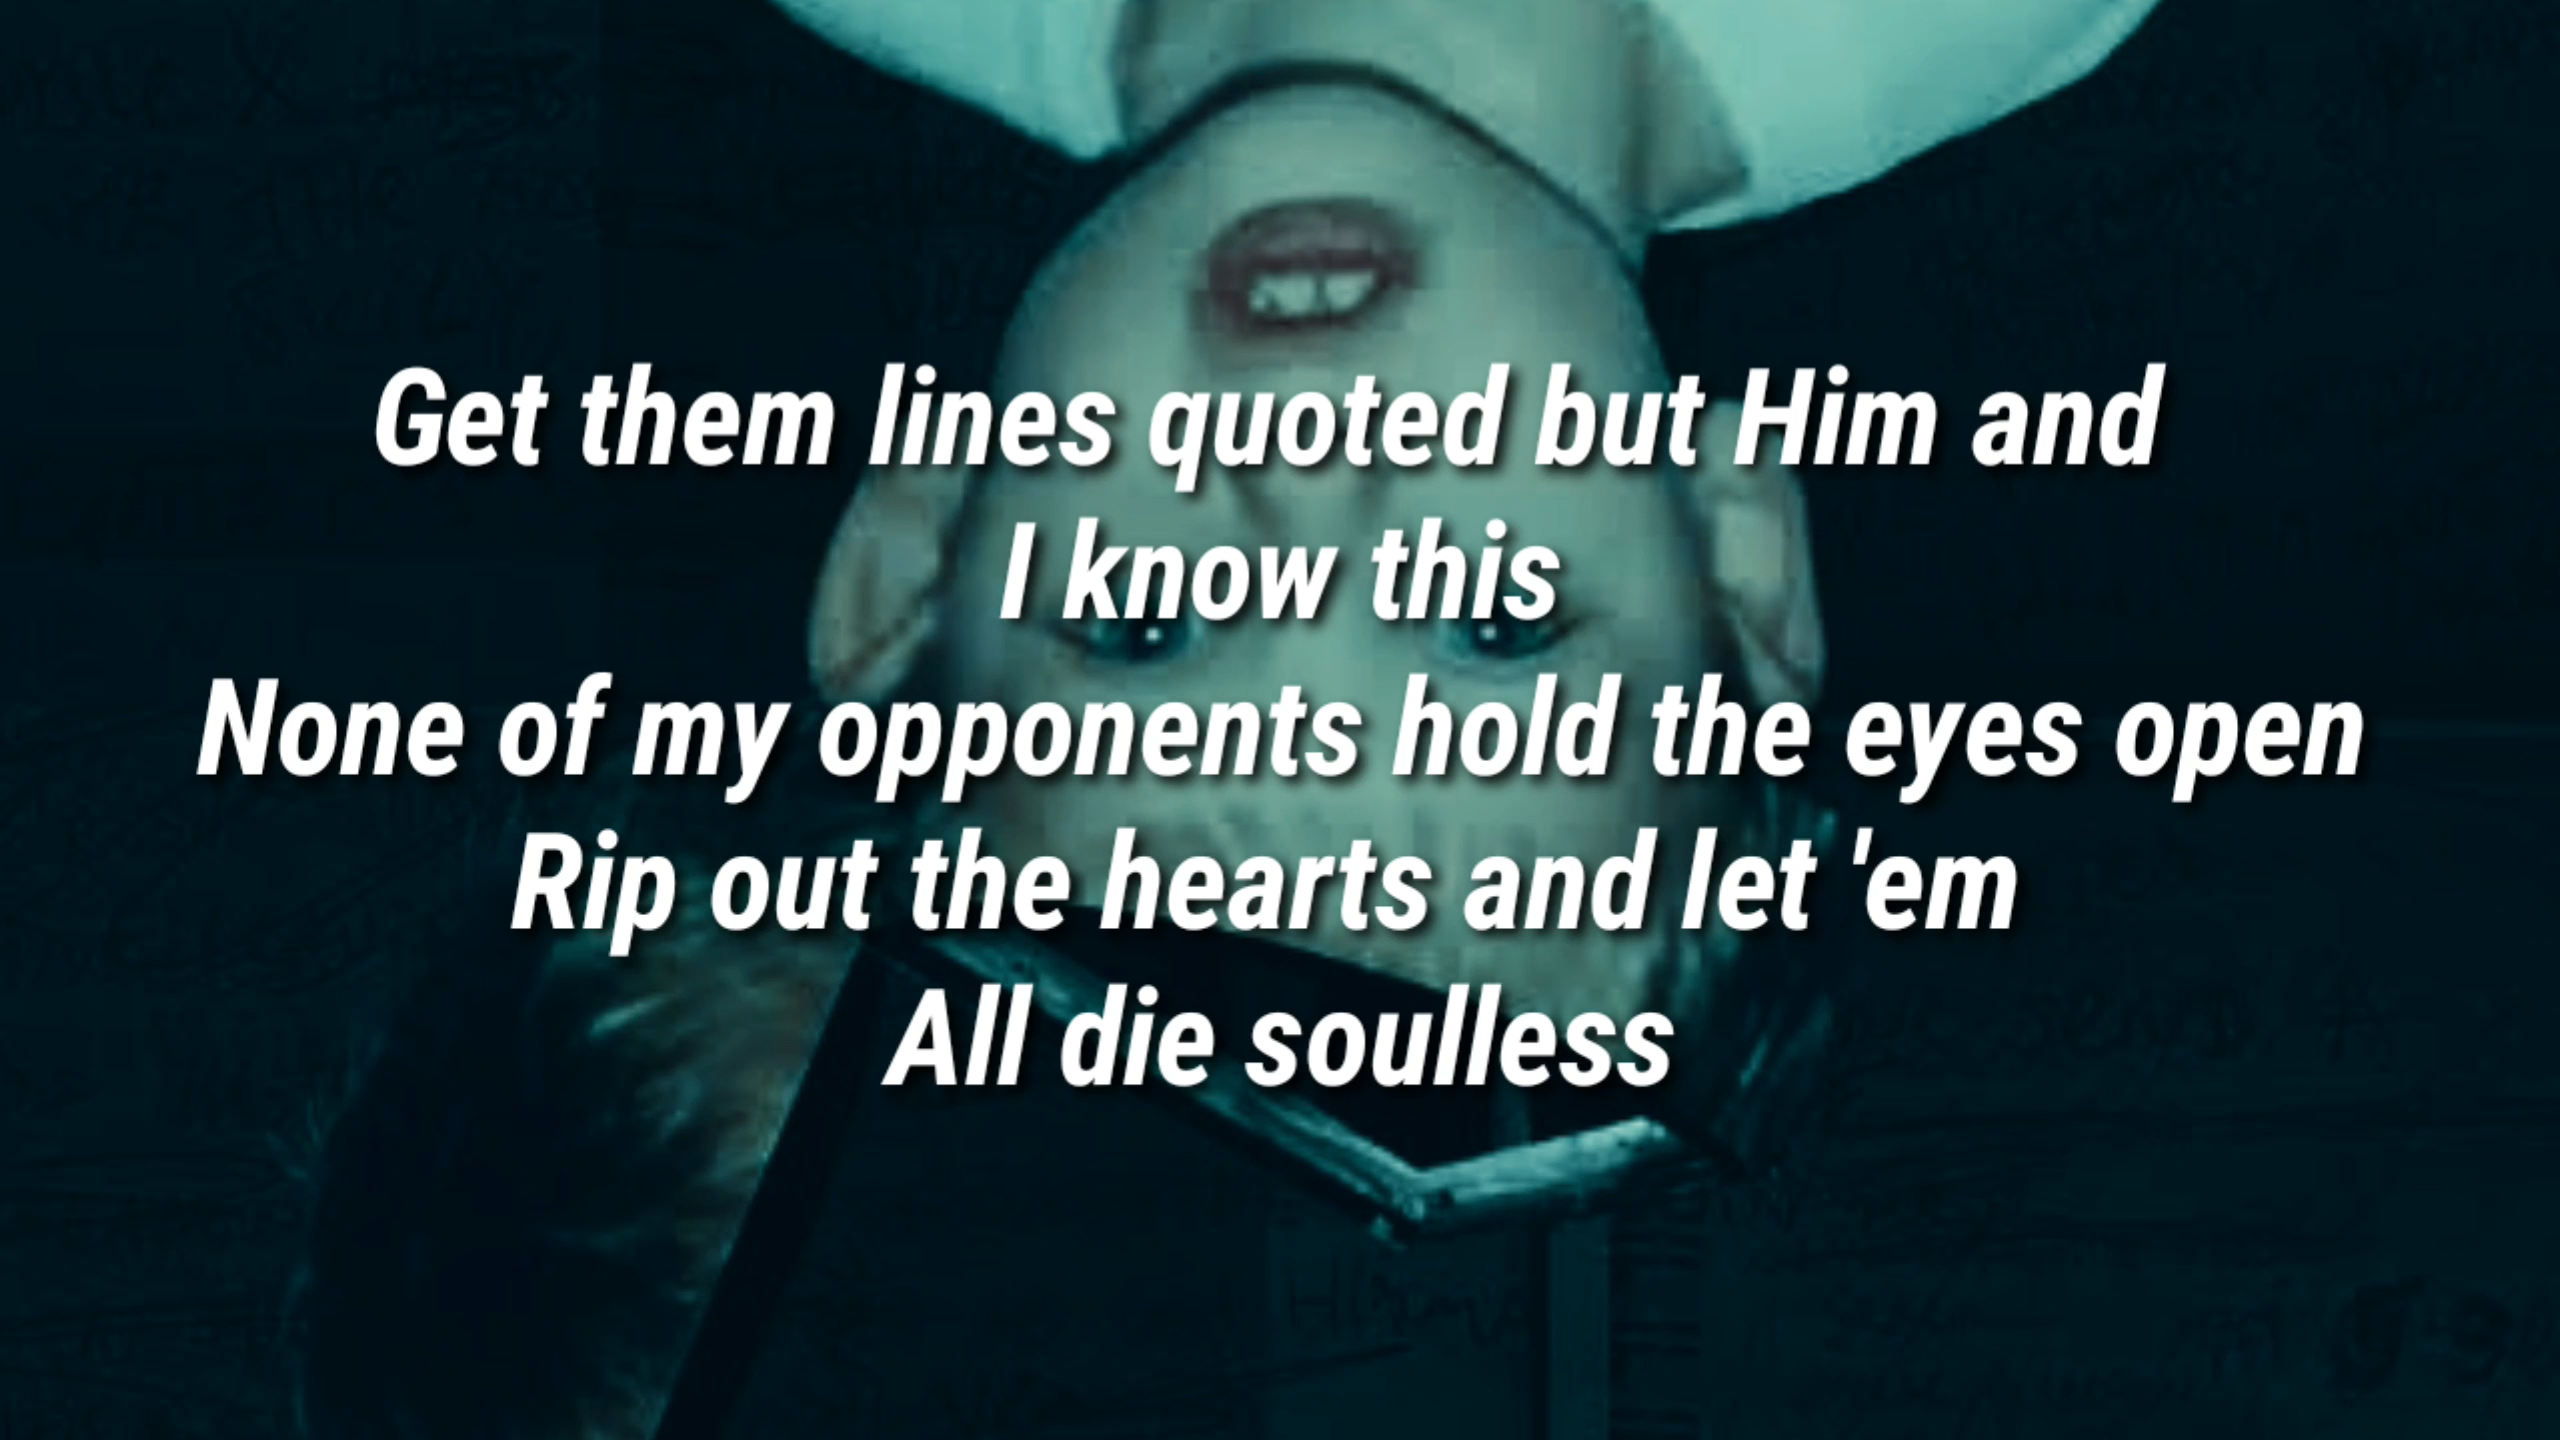 Get them lines quoted but Him and
I know this
None of my opponents hold the eyes open
Rip out the hearts and let 'em
All die soulless